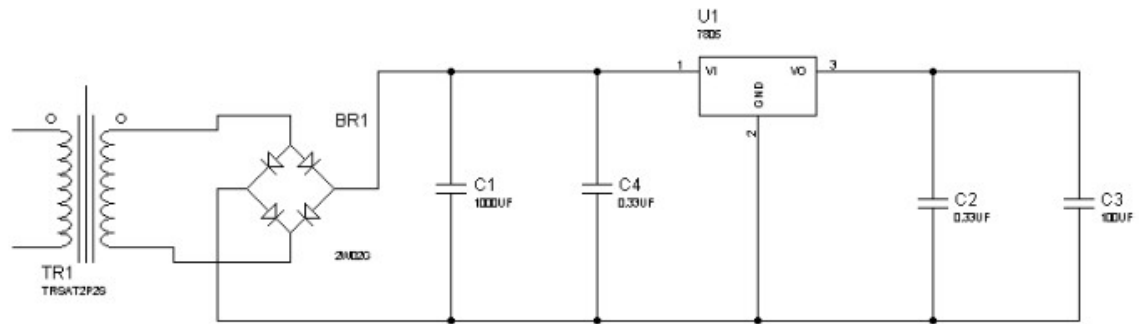 U1
7805
1
VI
VO
3
GND
2
BR1
C1
1000UF
C4
0.33UF
C2
0.33UF
C3
100UF
2W02G
TR1
TRSAT2P2S